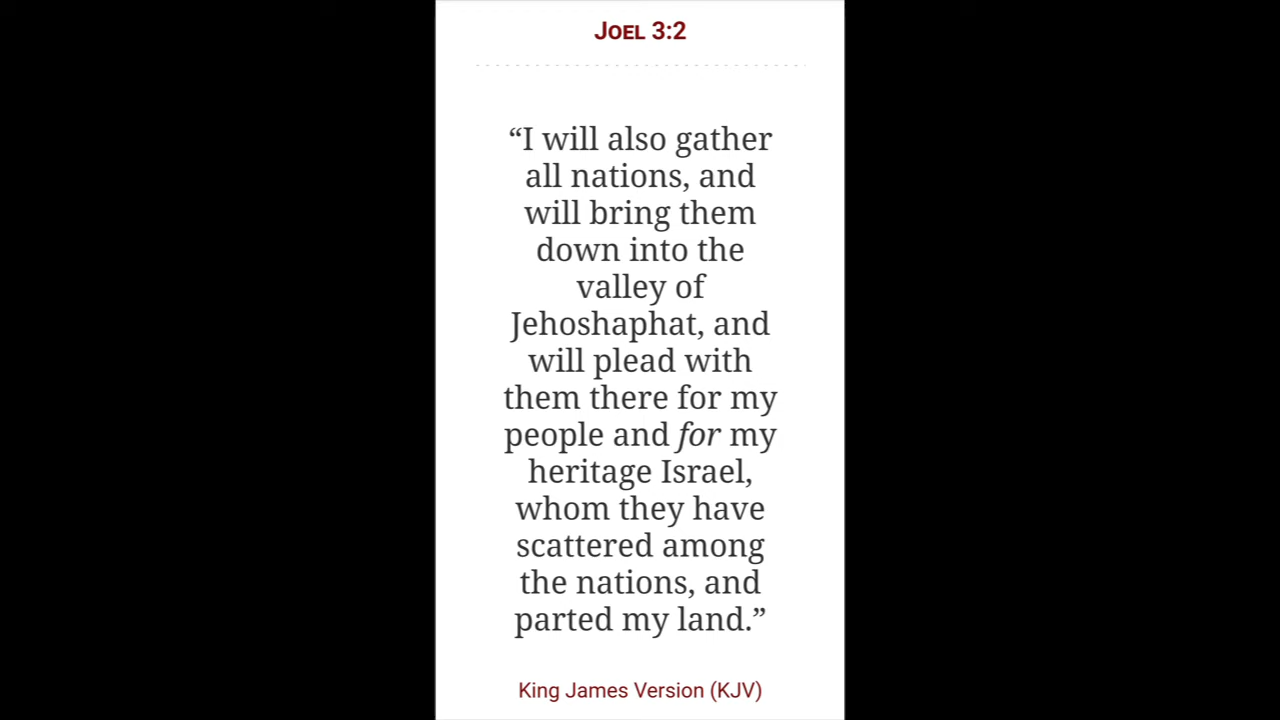 Joel 3:2
“I will also gather
all nations, and
will bring them
down into the
valley of
Jehoshaphat, and
will plead with
them there for my
people and for my
heritage Israel,
whom they have
scattered among
the nations, and
parted my land.”
King James Version (KJV)